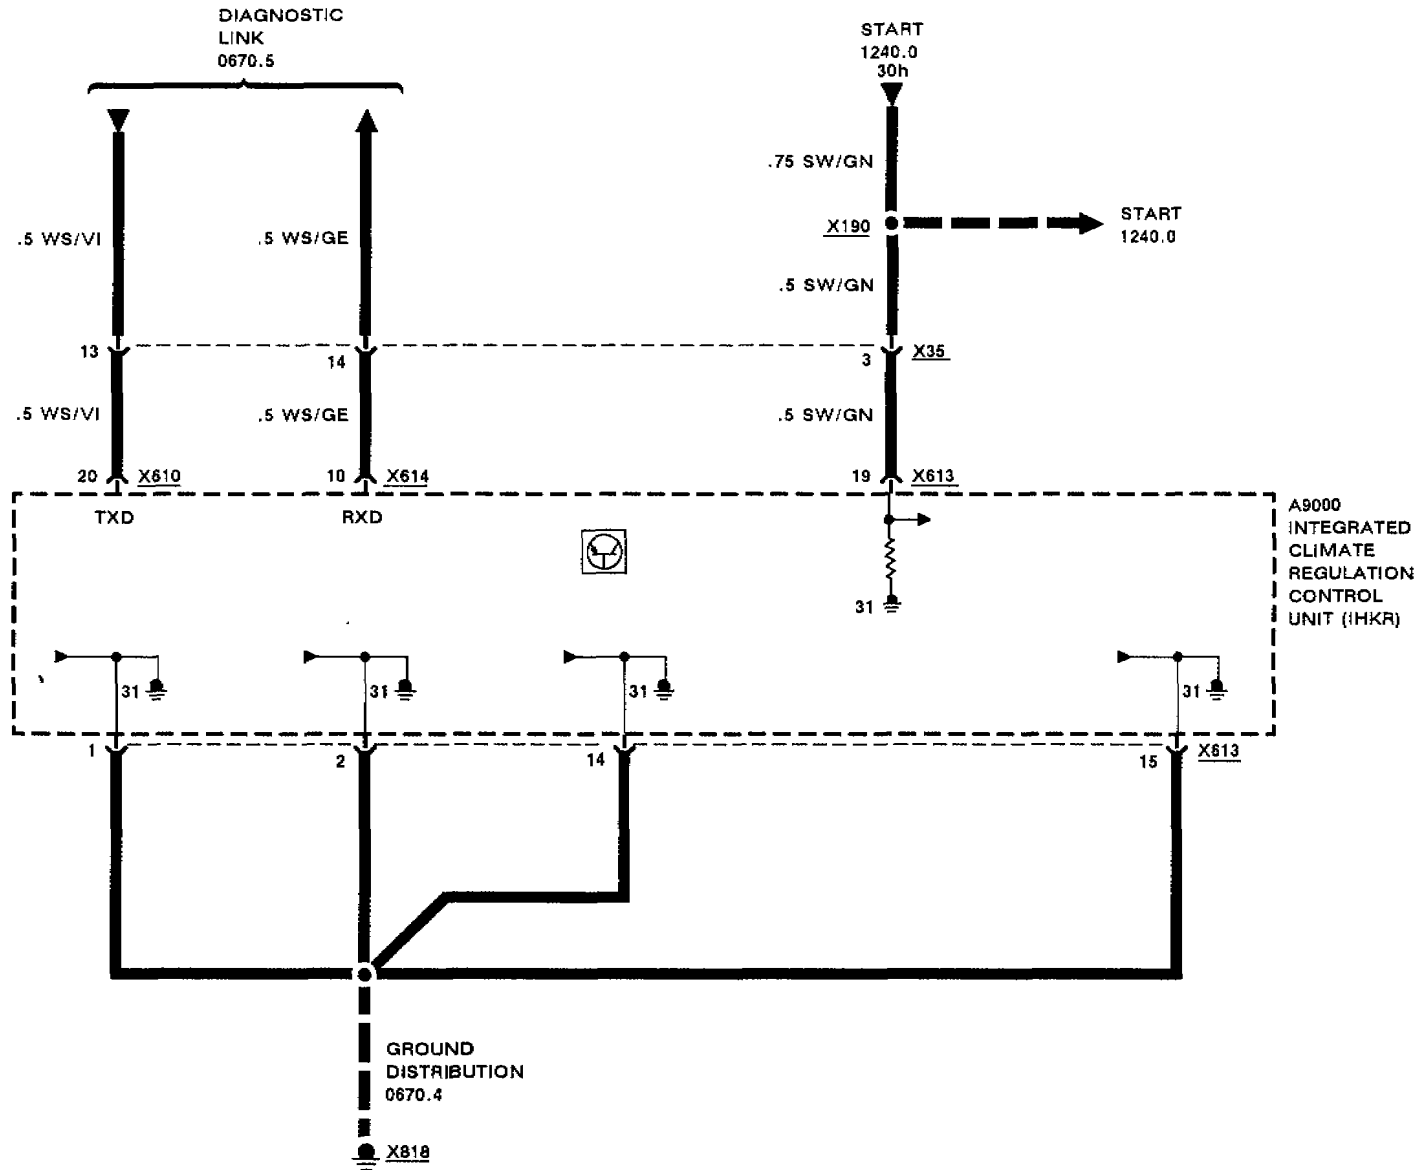 DIAGNOSTIC
LINK
0670.5
START
1240.0
30h
.75 SW/GN
START
1240.0
X190
.5 WS/VI
.5 WS/GE
.5 SW/GN
13
14
3
X35
.5 WS/VI
.5 WS/GE
.5 SW/GN
20
X610
10
X614
19
X613
TXD
RXD
A9000
INTEGRATED
CLIMATE
REGULATION
CONTROL
UNIT (IHKR)
31
31
31
31
31
1
2
14
15
X613
GROUND
DISTRIBUTION
0670.4
X818